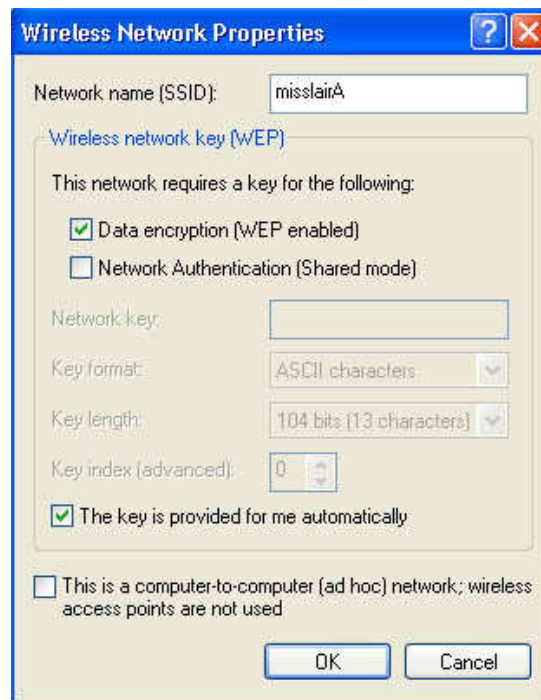 Wireless Network Properties
Network name (SSID): misslairA
Wireless network key (WEP)
This network requires a key for the following:
Data encryption (WEP enabled)
Network Authentication (Shared mode)
Network key:
Key format: ASCII characters
Key length: 104 bits (13 characters)
Key index (advanced): 0
The key is provided for me automatically
This is a computer-to-computer (ad hoc) network; wireless
access points are not used
OK Cancel